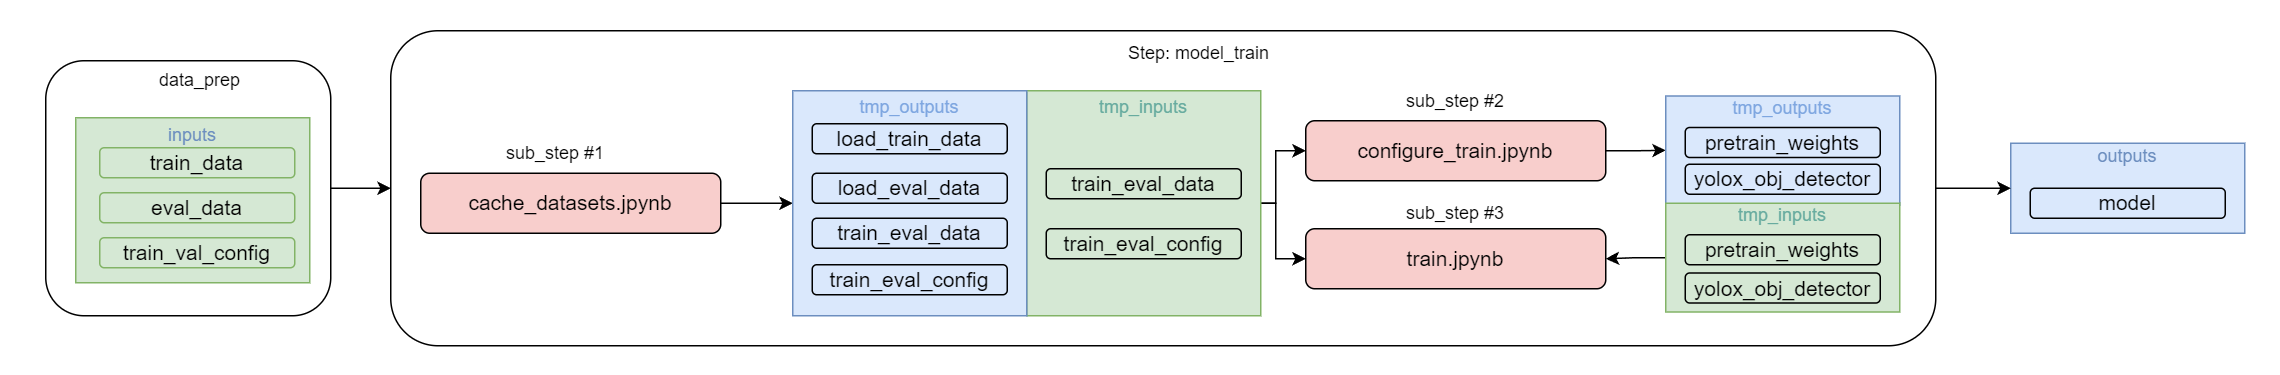 data_prep
inputs
train_data
eval_data
train_val_config
Step: model_train
sub_step #1
cache_datasets.jpynb
tmp_outputs
load_train_data
load_eval_data
train_eval_data
train_eval_config
tmp_inputs
train_eval_data
train_eval_config
sub_step #2
configure_train.jpynb
sub_step #3
train.jpynb
tmp_outputs
pretrain_weights
yolox_obj_detector
tmp_inputs
pretrain_weights
yolox_obj_detector
outputs
model